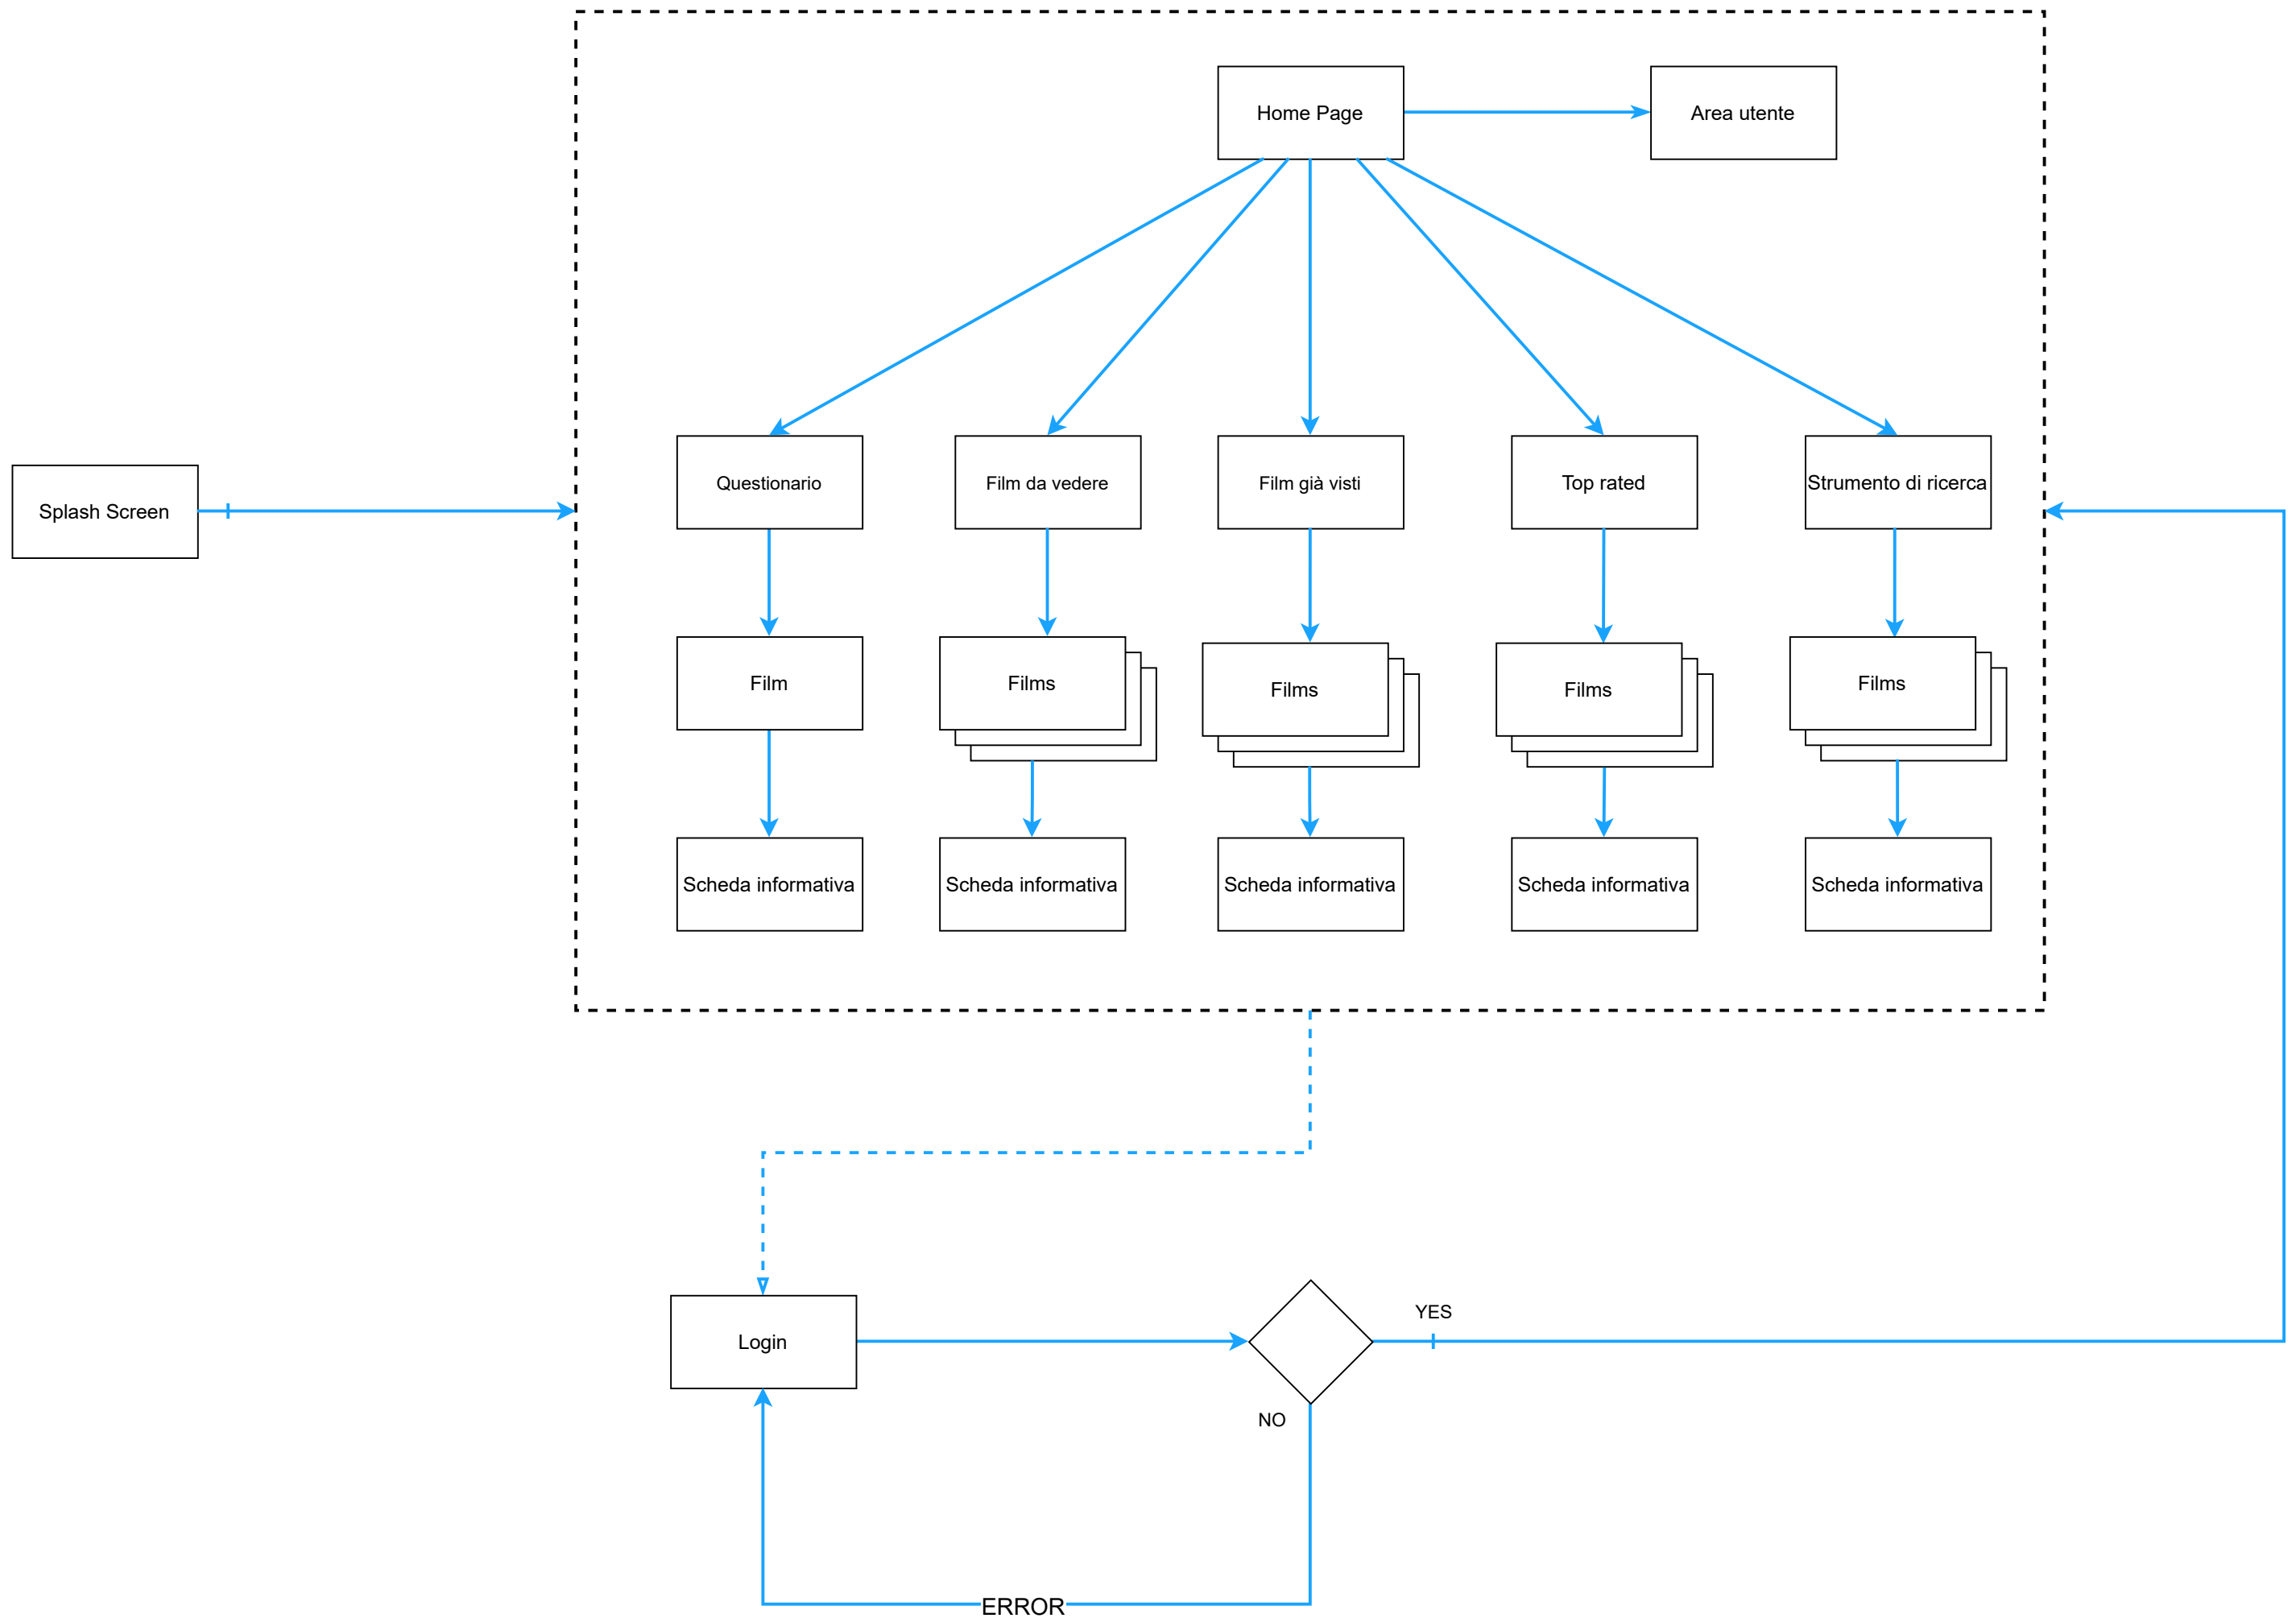 Home Page
Area utente
Questionario
Film da vedere
Film già visti
Top rated
Strumento di ricerca
Splash Screen
Film
Films
Films
Films
Films
Scheda informativa
Scheda informativa
Scheda informativa
Scheda informativa
Scheda informativa
YES
Login
NO
ERROR